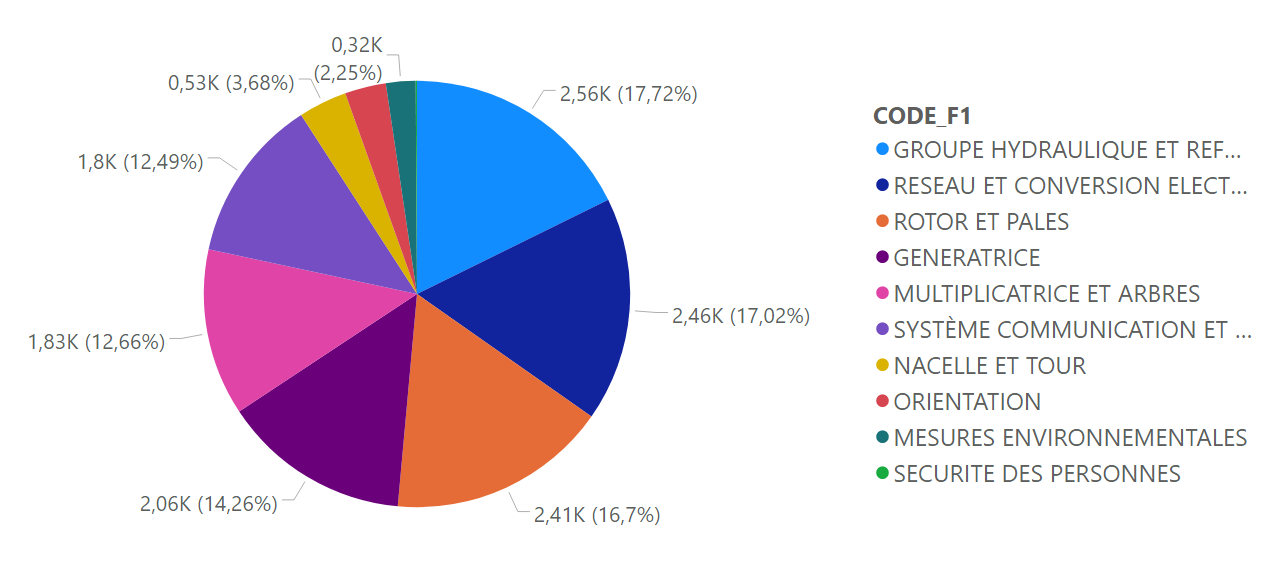 0,32K
(2,25%)
0,53K (3,68%)
2,56K (17,72%)
1,8K (12,49%)
2,46K (17,02%)
1,83K (12,66%)
2,06K (14,26%)
2,41K (16,7%)
CODE_F1
GROUPE HYDRAULIQUE ET REF...
RESEAU ET CONVERSION ELECT...
ROTOR ET PALES
GENERATRICE
MULTIPLICATRICE ET ARBRES
SYSTÈME COMMUNICATION ET ...
NACELLE ET TOUR
ORIENTATION
MESURES ENVIRONNEMENTALES
SECURITE DES PERSONNES